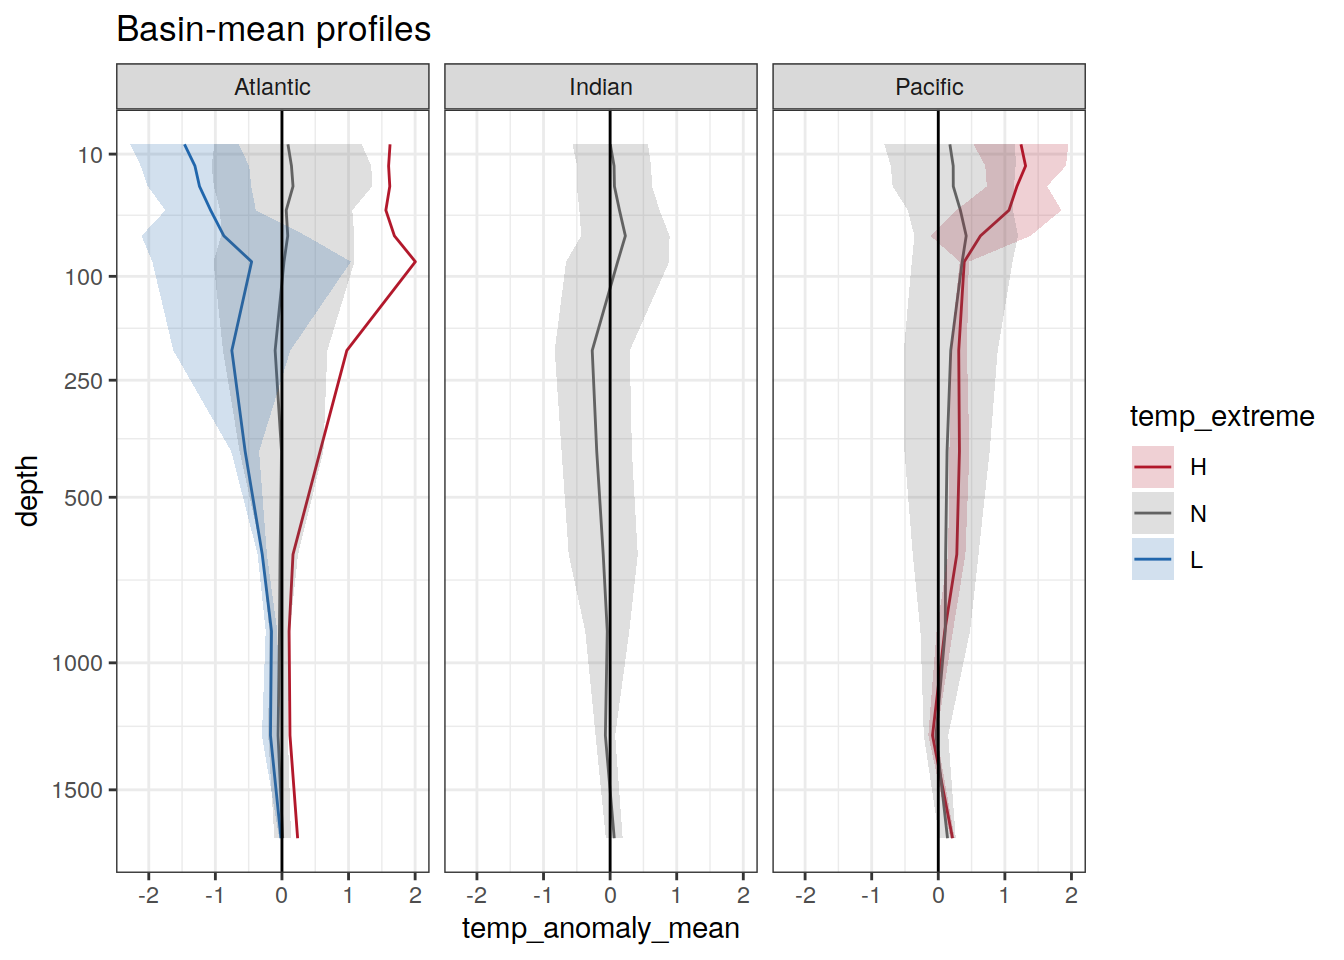 Basin-mean profiles
Atlantic
Indian
Pacific
depth
10
100
250
500
1000
1500
-2 -1 0 1 2
-2 -1 0 1 2
-2 -1 0 1 2
temp_anomaly_mean
temp_extreme
H
N
L